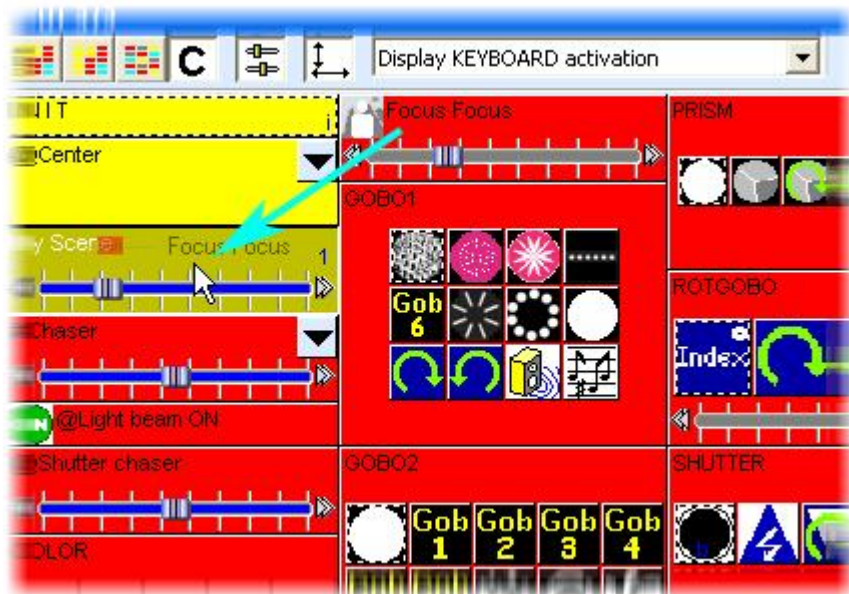 C
Display KEYBOARD activation
i
@Center
Focus Focus
PRISM
GOBO1
Focus Focus
1
Gob
6
ROTGOBO
Index
Chaser
@Light beam ON
@Shutter chaser
GOBO2
SHUTTER
Gob Gob Gob Gob
1 2 3 4